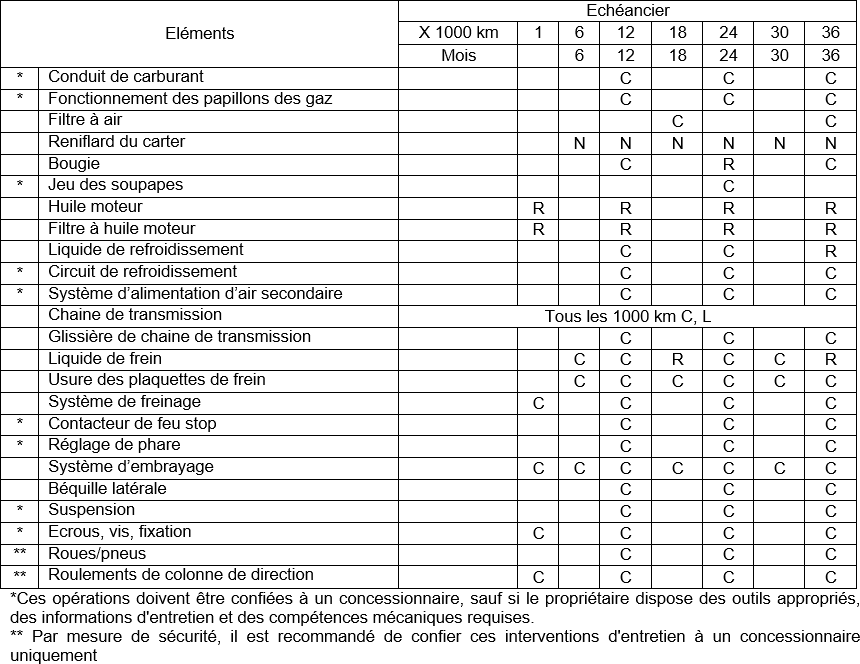 Eléments Echéancier
X 1000 km 1 6 12 18 24 30 36
Mois 6 12 18 24 30 36
* Conduit de carburant C C C
* Fonctionnement des papillons des gaz C C C
Filtre à air C C
Reniflard du carter N N N N N N
Bougie C R C
* Jeu des soupapes C
Huile moteur R R R R
Filtre à huile moteur R R R R
Liquide de refroidissement C C R
* Circuit de refroidissement C C C
* Système d’alimentation d’air secondaire C C C
Chaine de transmission Tous les 1000 km C, L
Glissière de chaine de transmission C C C
Liquide de frein C C R C C R
Usure des plaquettes de frein C C C C C C
Système de freinage C C C C
* Contacteur de feu stop C C C
* Réglage de phare C C C
Système d’embrayage C C C C C C C
Béquille latérale C C C
* Suspension C C C
* Ecrous, vis, fixation C C C C
** Roues/pneus C C C
** Roulements de colonne de direction C C C C
*Ces opérations doivent être confiées à un concessionnaire, sauf si le propriétaire dispose des outils appropriés,
des informations d'entretien et des compétences mécaniques requises.
** Par mesure de sécurité, il est recommandé de confier ces interventions d'entretien à un concessionnaire
uniquement